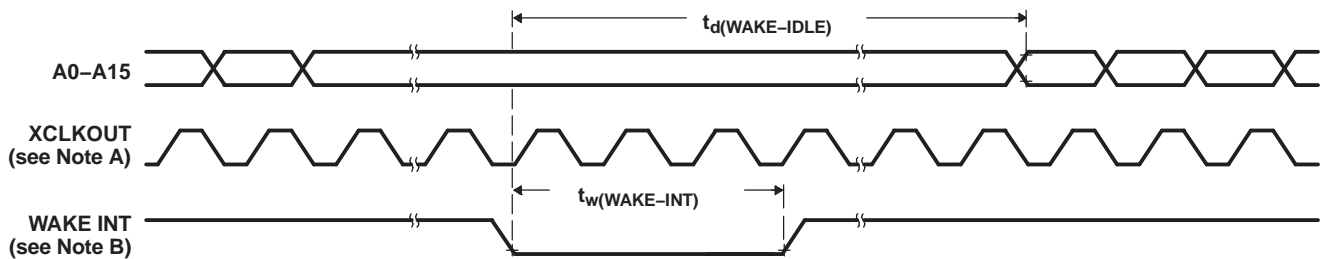 td(WAKE–IDLE)
A0–A15
XCLKOUT
(see Note A)
tw(WAKE–INT)
WAKE INT
(see Note B)